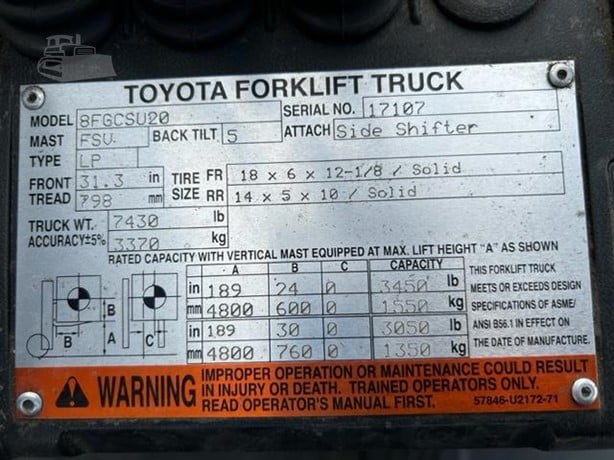 TOYOTA FORKLIFT TRUCK
MODEL 8FGCSU20 SERIAL NO. 17107
MAST FSV BACK TILT 5 ATTACH Side Shifter
TYPE LP
FRONT TREAD 31.3 in TIRE SIZE FR 18 x 6 x 12-1/8 / Solid
798 mm RR 14 x 5 x 10 / Solid
TRUCK WT. 7430 lb
ACCURACY±5% 3370 kg
RATED CAPACITY WITH VERTICAL MAST EQUIPPED AT MAX. LIFT HEIGHT "A" AS SHOWN
A B C CAPACITY
in 189 24 0 3450 lb
mm 4800 600 0 1550 kg
in 189 30 0 3050 lb
mm 4800 760 0 1350 kg
B A C B
THIS FORKLIFT TRUCK
MEETS OR EXCEEDS DESIGN
SPECIFICATIONS OF ASME/
ANSI B56.1 IN EFFECT ON
THE DATE OF MANUFACTURE.
WARNING
IMPROPER OPERATION OR MAINTENANCE COULD RESULT
IN INJURY OR DEATH. TRAINED OPERATORS ONLY.
READ OPERATOR'S MANUAL FIRST. 57846-U2172-71